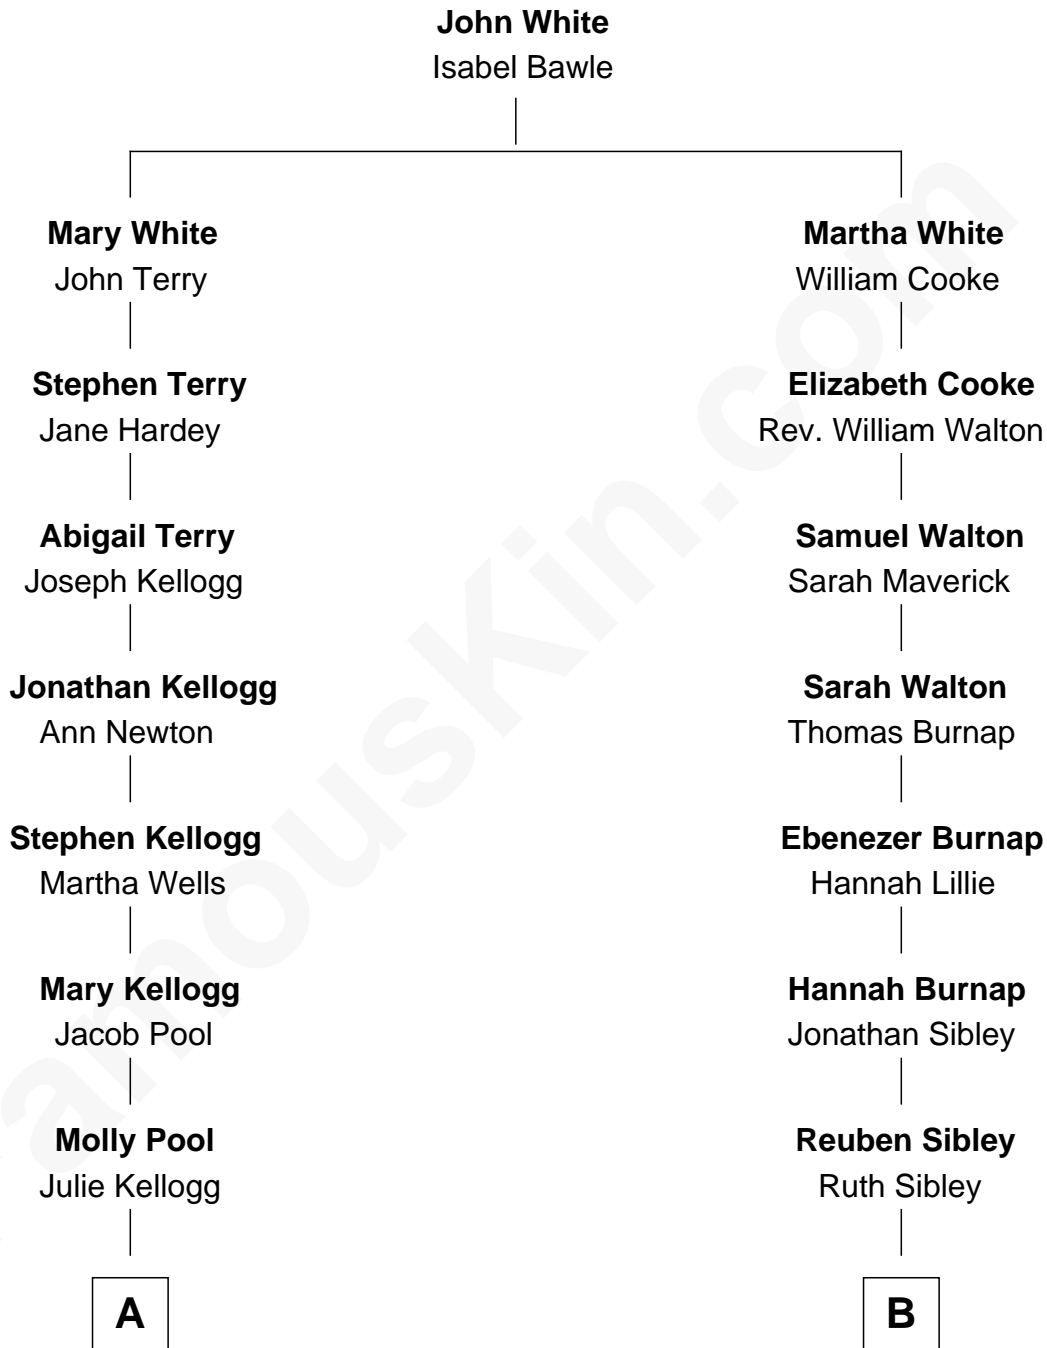 John White
Isabel Bawle
Mary White
John Terry
Stephen Terry
Jane Hardey
Abigail Terry
Joseph Kellogg
Jonathan Kellogg
Ann Newton
Stephen Kellogg
Martha Wells
Mary Kellogg
Jacob Pool
Molly Pool
Julie Kellogg
A
Martha White
William Cooke
Elizabeth Cooke
Rev. William Walton
Samuel Walton
Sarah Maverick
Sarah Walton
Thomas Burnap
Ebenezer Burnap
Hannah Lillie
Hannah Burnap
Jonathan Sibley
Reuben Sibley
Ruth Sibley
B
amouskin.com